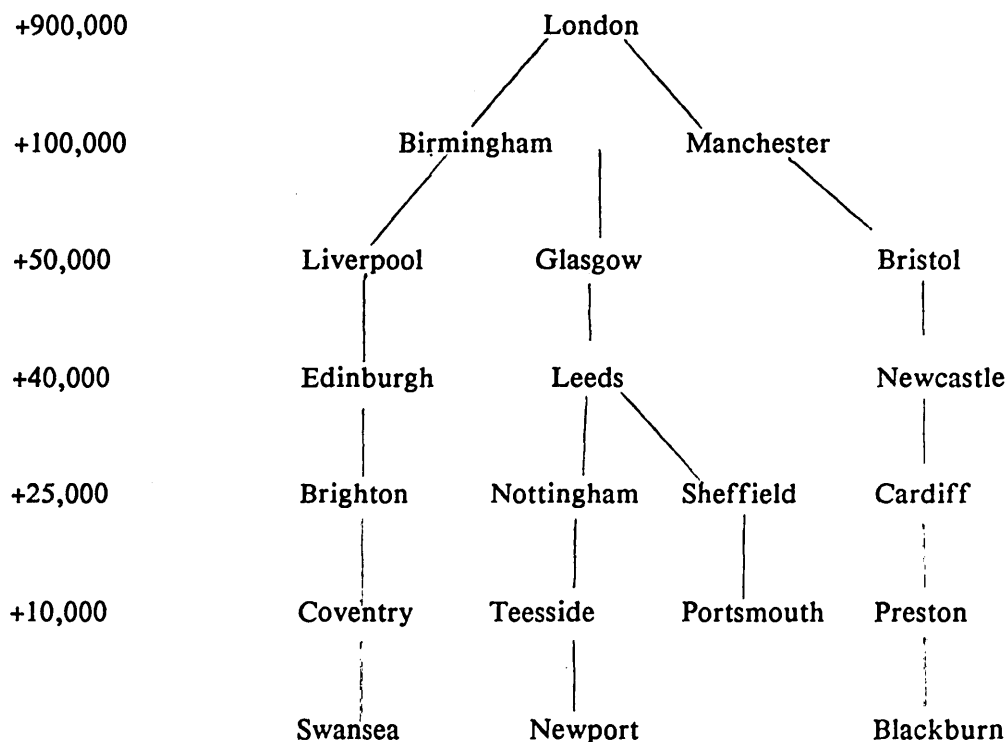 +900,000 London
+100,000 Birmingham Manchester
+50,000 Liverpool Glasgow Bristol
+40,000 Edinburgh Leeds Newcastle
+25,000 Brighton Nottingham Sheffield Cardiff
+10,000 Coventry Teesside Portsmouth Preston
Swansea Newport Blackburn